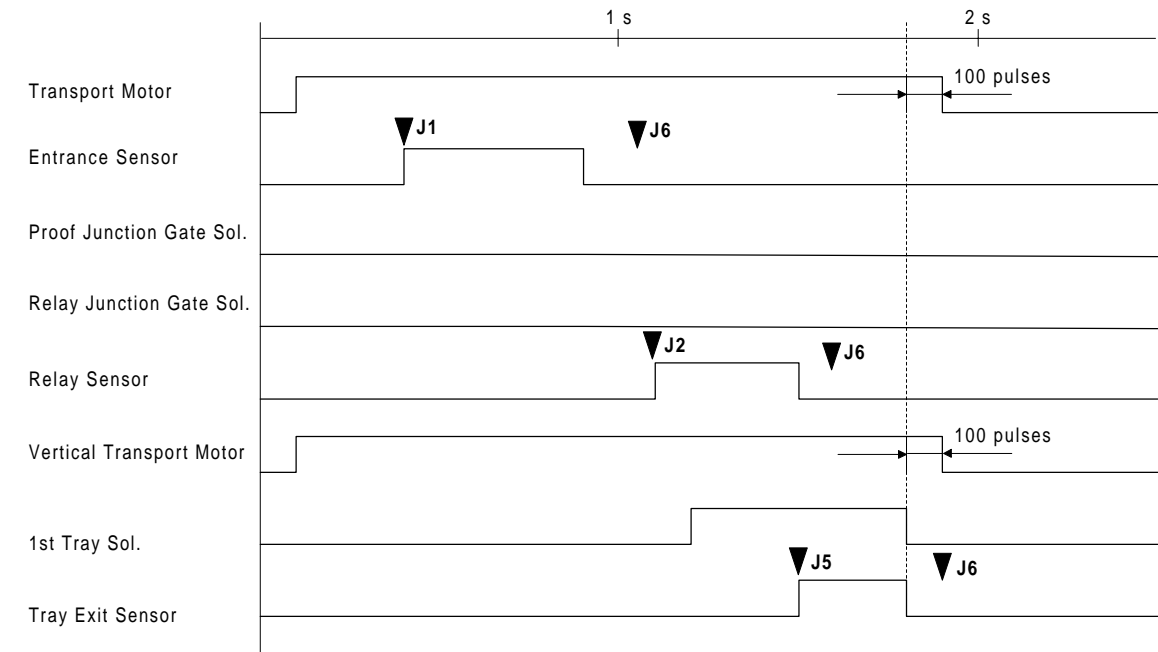 1 s
2 s
Transport Motor
100 pulses
J1
J6
Entrance Sensor
Proof Junction Gate Sol.
Relay Junction Gate Sol.
J2
J6
Relay Sensor
Vertical Transport Motor
100 pulses
1st Tray Sol.
J5
J6
Tray Exit Sensor